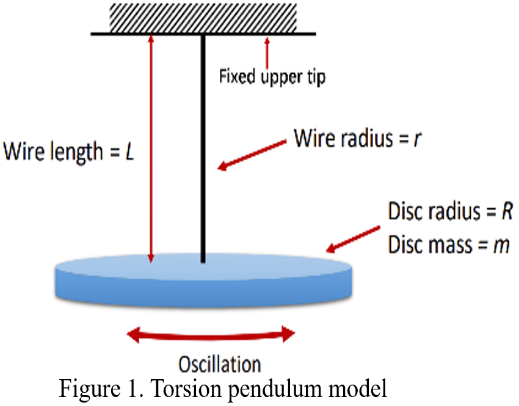 Fixed upper tip
Wire length = L
Wire radius = r
Disc radius = R
Disc mass = m
Oscillation
Figure 1. Torsion pendulum model